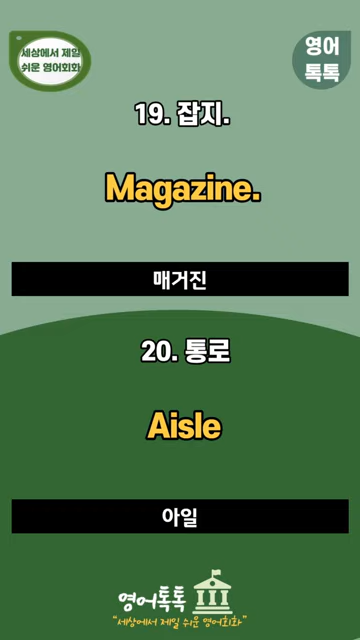 세상에서 제일
쉬운 영어회화
영어
톡톡
19. 잡지.
Magazine.
매거진
20. 통로
Aisle
아일
영어톡톡
"세상에서 제일 쉬운 영어회화"